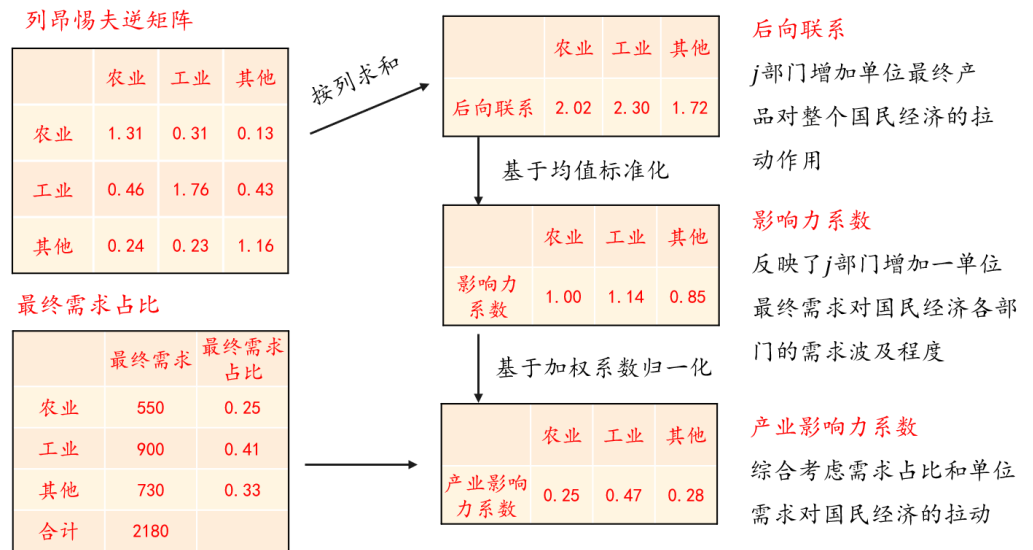 列昂惕夫逆矩阵
农业 工业 其他
农业 1.31 0.31 0.13
工业 0.46 1.76 0.43
其他 0.24 0.23 1.16
最终需求占比
最终需求 最终需求
占比
农业 550 0.25
工业 900 0.41
其他 730 0.33
合计 2180
按列求和
农业 工业 其他
后向联系 2.02 2.30 1.72
基于均值标准化
农业 工业 其他
影响力
系数 1.00 1.14 0.85
基于加权系数归一化
农业 工业 其他
产业影响
力系数 0.25 0.47 0.28
后向联系
j部门增加单位最终产
品对整个国民经济的拉
动作用
影响力系数
反映了j部门增加一单位
最终需求对国民经济各部
门的需求波及程度
产业影响力系数
综合考虑需求占比和单位
需求对国民经济的拉动